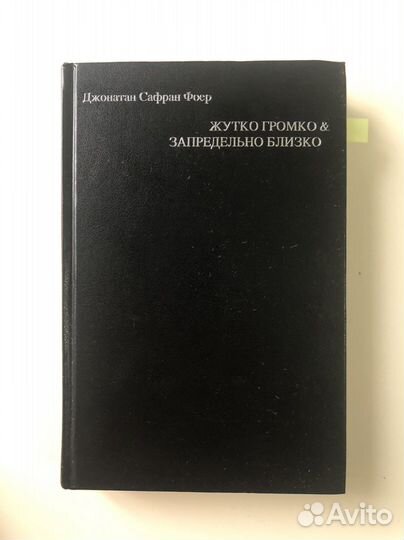 Джонатан Сафран Фоер
ЖУТКО ГРОМКО &
ЗАПРЕДЕЛЬНО БЛИЗКО
Avito